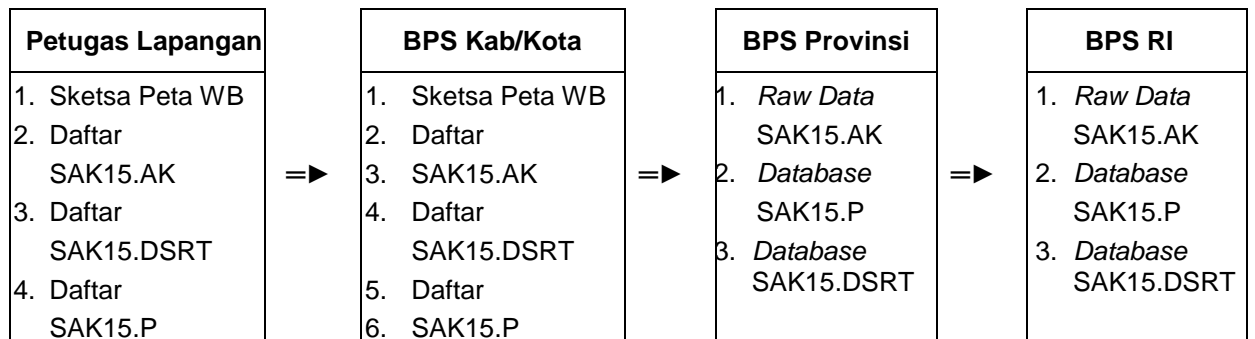 Petugas Lapangan
1. Sketsa Peta WB
2. Daftar
SAK15.AK
3. Daftar
SAK15.DSRT
4. Daftar
SAK15.P
=►
BPS Kab/Kota
1. Sketsa Peta WB
2. Daftar
3. SAK15.AK
4. Daftar
SAK15.DSRT
5. Daftar
6. SAK15.P
=►
BPS Provinsi
1. Raw Data
SAK15.AK
2. Database
SAK15.P
3. Database
SAK15.DSRT
=►
BPS RI
1. Raw Data
SAK15.AK
2. Database
SAK15.P
3. Database
SAK15.DSRT